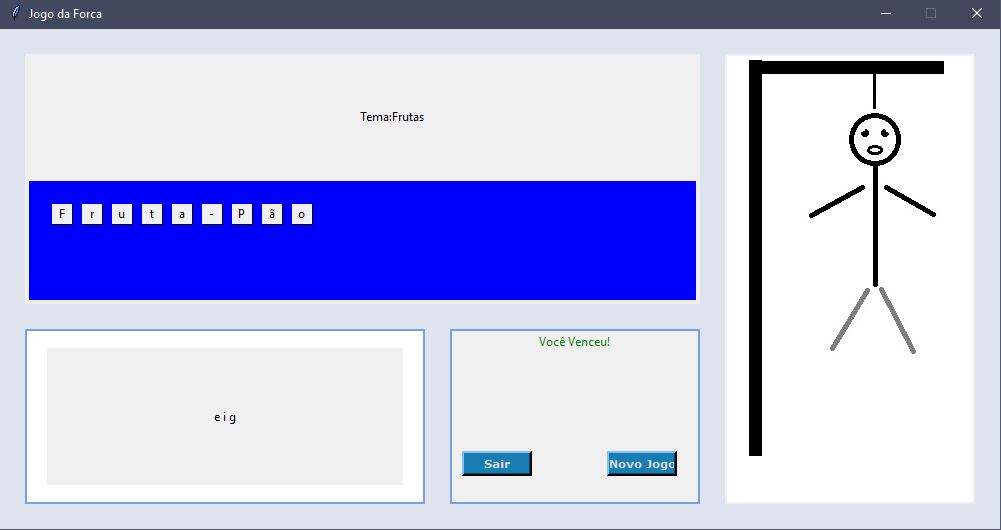 Jogo da Forca
Tema:Frutas
F r u t a - P ã o
e i g
Você Venceu!
Sair
Novo Jogo